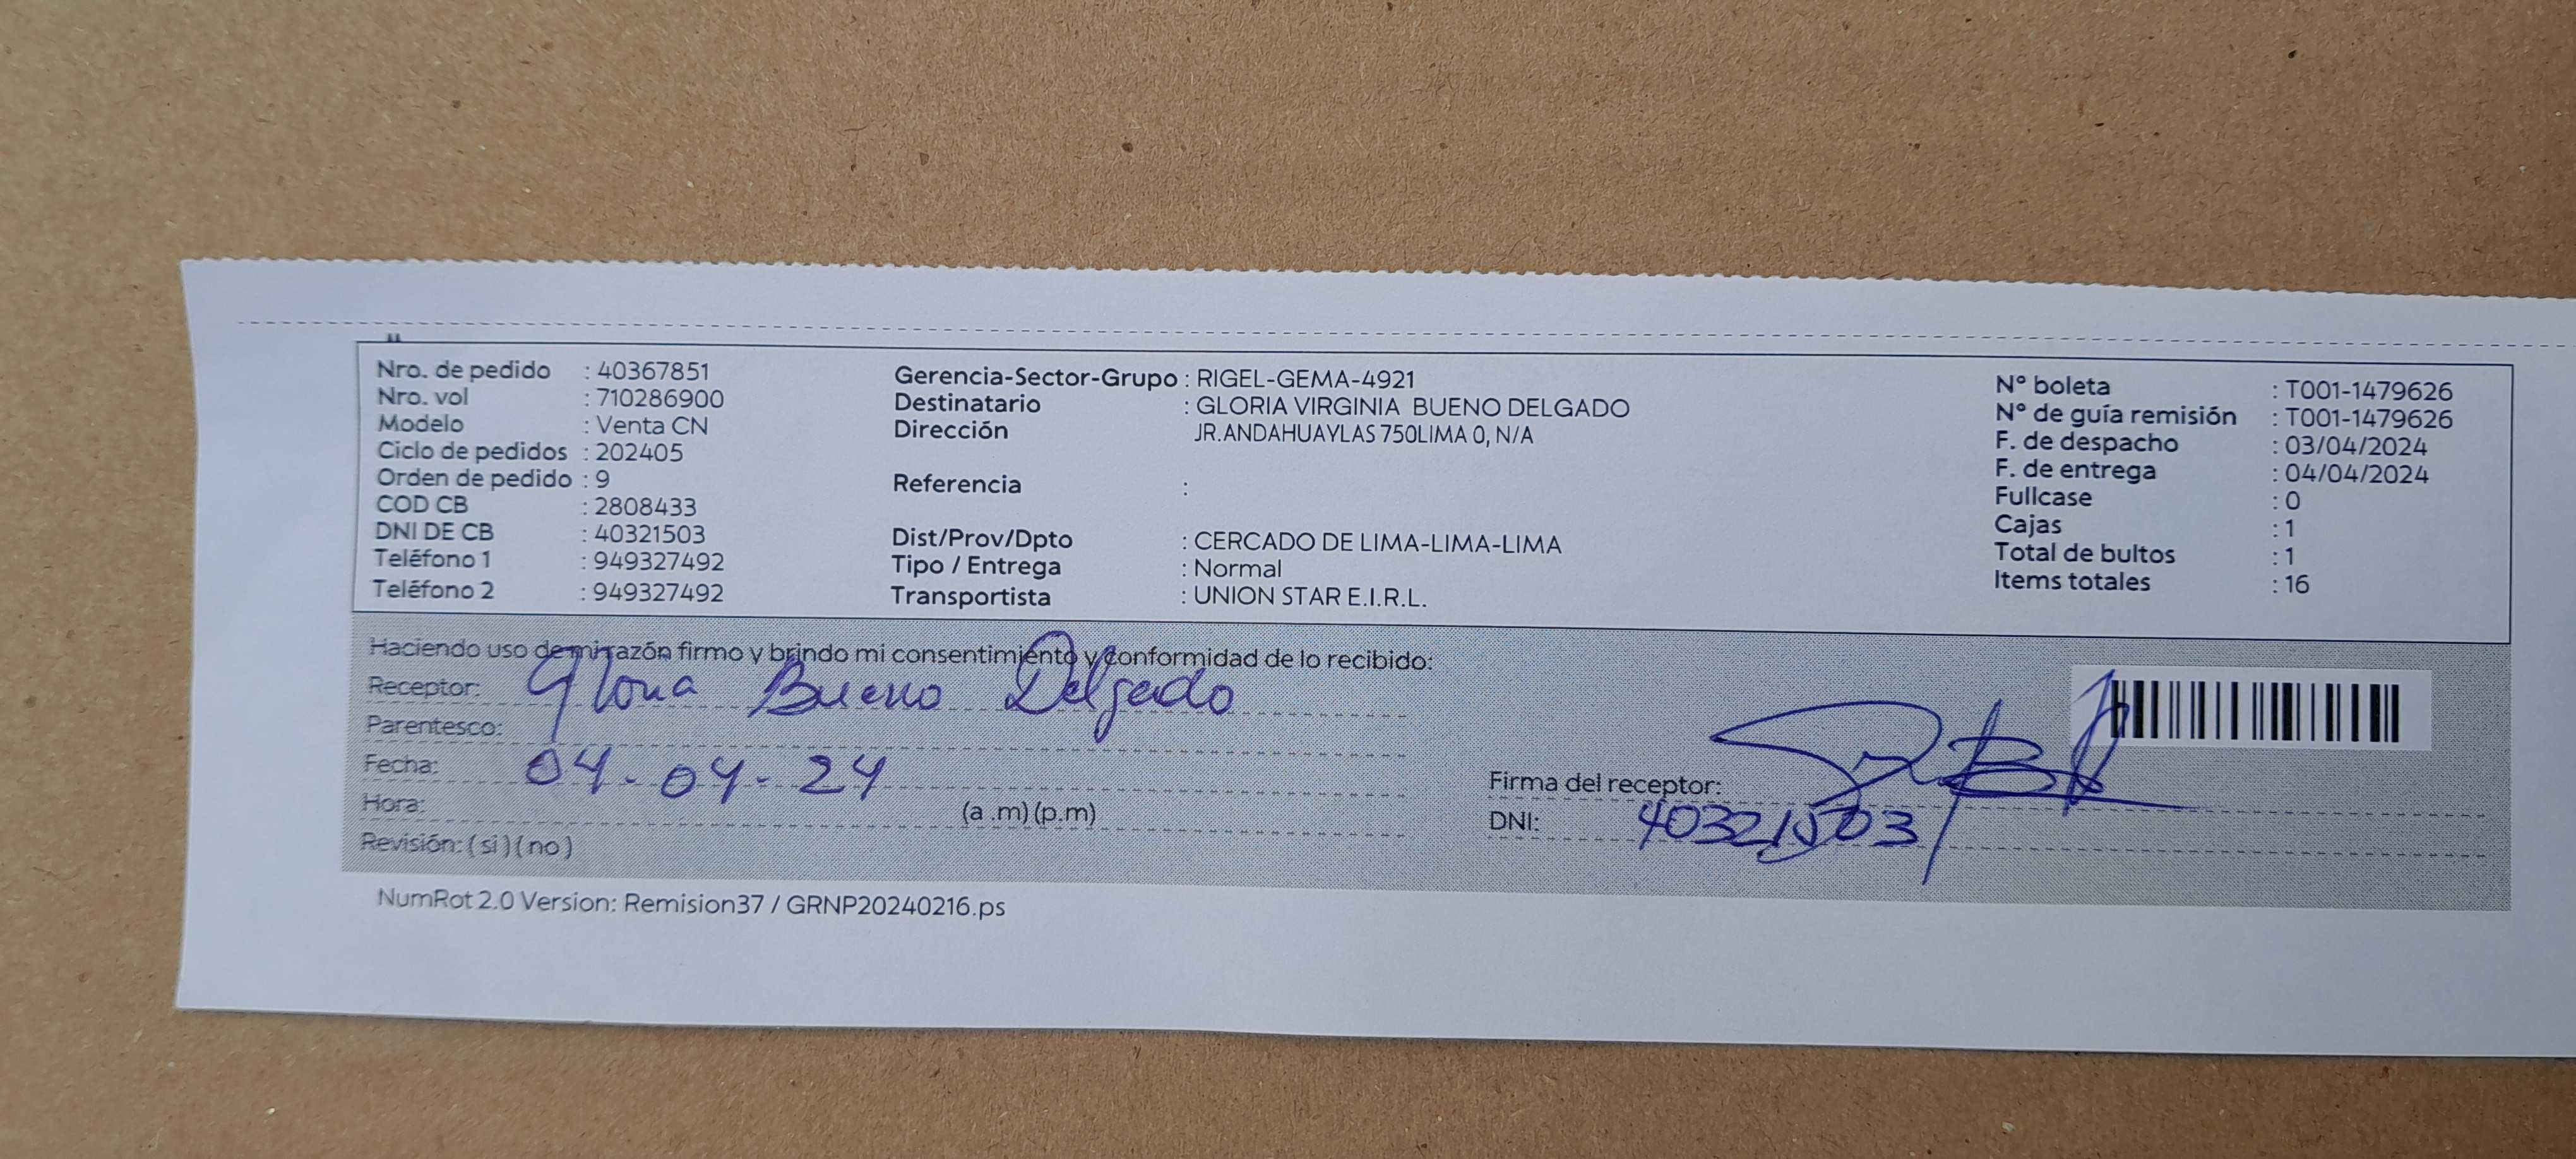 Nro. de pedido : 40367851
Nro. vol : 710286900
Modelo : Venta CN
Ciclo de pedidos : 202405
Orden de pedido : 9
COD CB : 2808433
DNI DE CB : 40321503
Teléfono 1 : 949327492
Teléfono 2 : 949327492
Gerencia-Sector-Grupo : RIGEL-GEMA-4921
Destinatario : GLORIA VIRGINIA BUENO DELGADO
Dirección JR.ANDAHUAYLAS 750LIMA 0, N/A
Referencia :
Dist/Prov/Dpto : CERCADO DE LIMA-LIMA-LIMA
Tipo / Entrega : Normal
Transportista : UNION STAR E.I.R.L.
N° boleta : T001-1479626
N° de guía remisión : T001-1479626
F. de despacho : 03/04/2024
F. de entrega : 04/04/2024
Fullcase : 0
Cajas : 1
Total de bultos : 1
Items totales : 16
Haciendo uso de mi razón firmo y brindo mi consentimiento y conformidad de lo recibido:
Receptor: Gloria Bueno Delgado
Parentesco:
Fecha: 04-04-24
Hora: (a .m) (p.m)
Revisión: ( si ) ( no )
Firma del receptor:
DNI: 40321503
NumRot 2.0 Version: Remision37 / GRNP20240216.ps